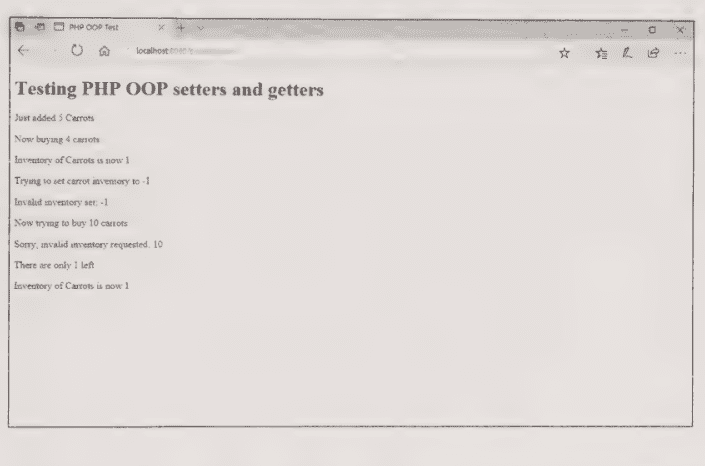 PHP OOP Test
localhost
Testing PHP OOP setters and getters
Just added 5 Carrots
Now buying 4 carrots
Inventory of Carrots is now 1
Trying to set carrot inventory to -1
Invalid inventory set: -1
Now trying to buy 10 carrots
Sorry, invalid inventory requested: 10
There are only 1 left
Inventory of Carrots is now 1